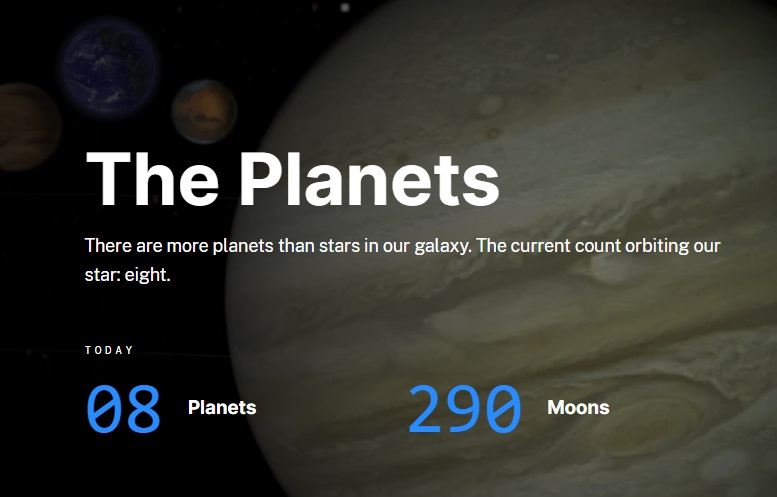 The Planets
There are more planets than stars in our galaxy. The current count orbiting our
star: eight.
TODAY
08 Planets 290 Moons